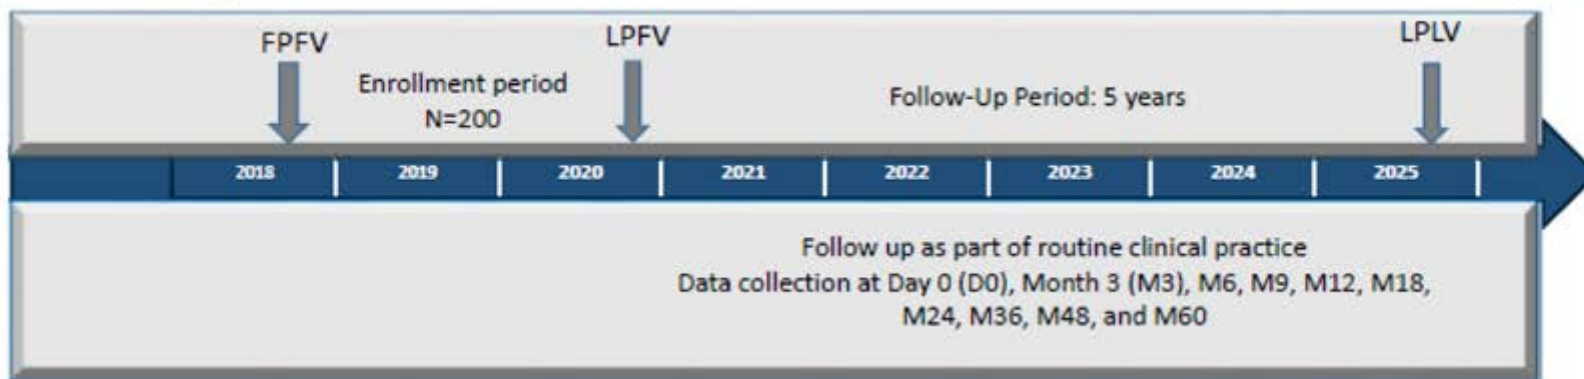 FPFV
LPFV
LPLV
Enrollment period
N=200
Follow-Up Period: 5 years
2018
2019
2020
2021
2022
2023
2024
2025
Follow up as part of routine clinical practice
Data collection at Day 0 (D0), Month 3 (M3), M6, M9, M12, M18,
M24, M36, M48, and M60